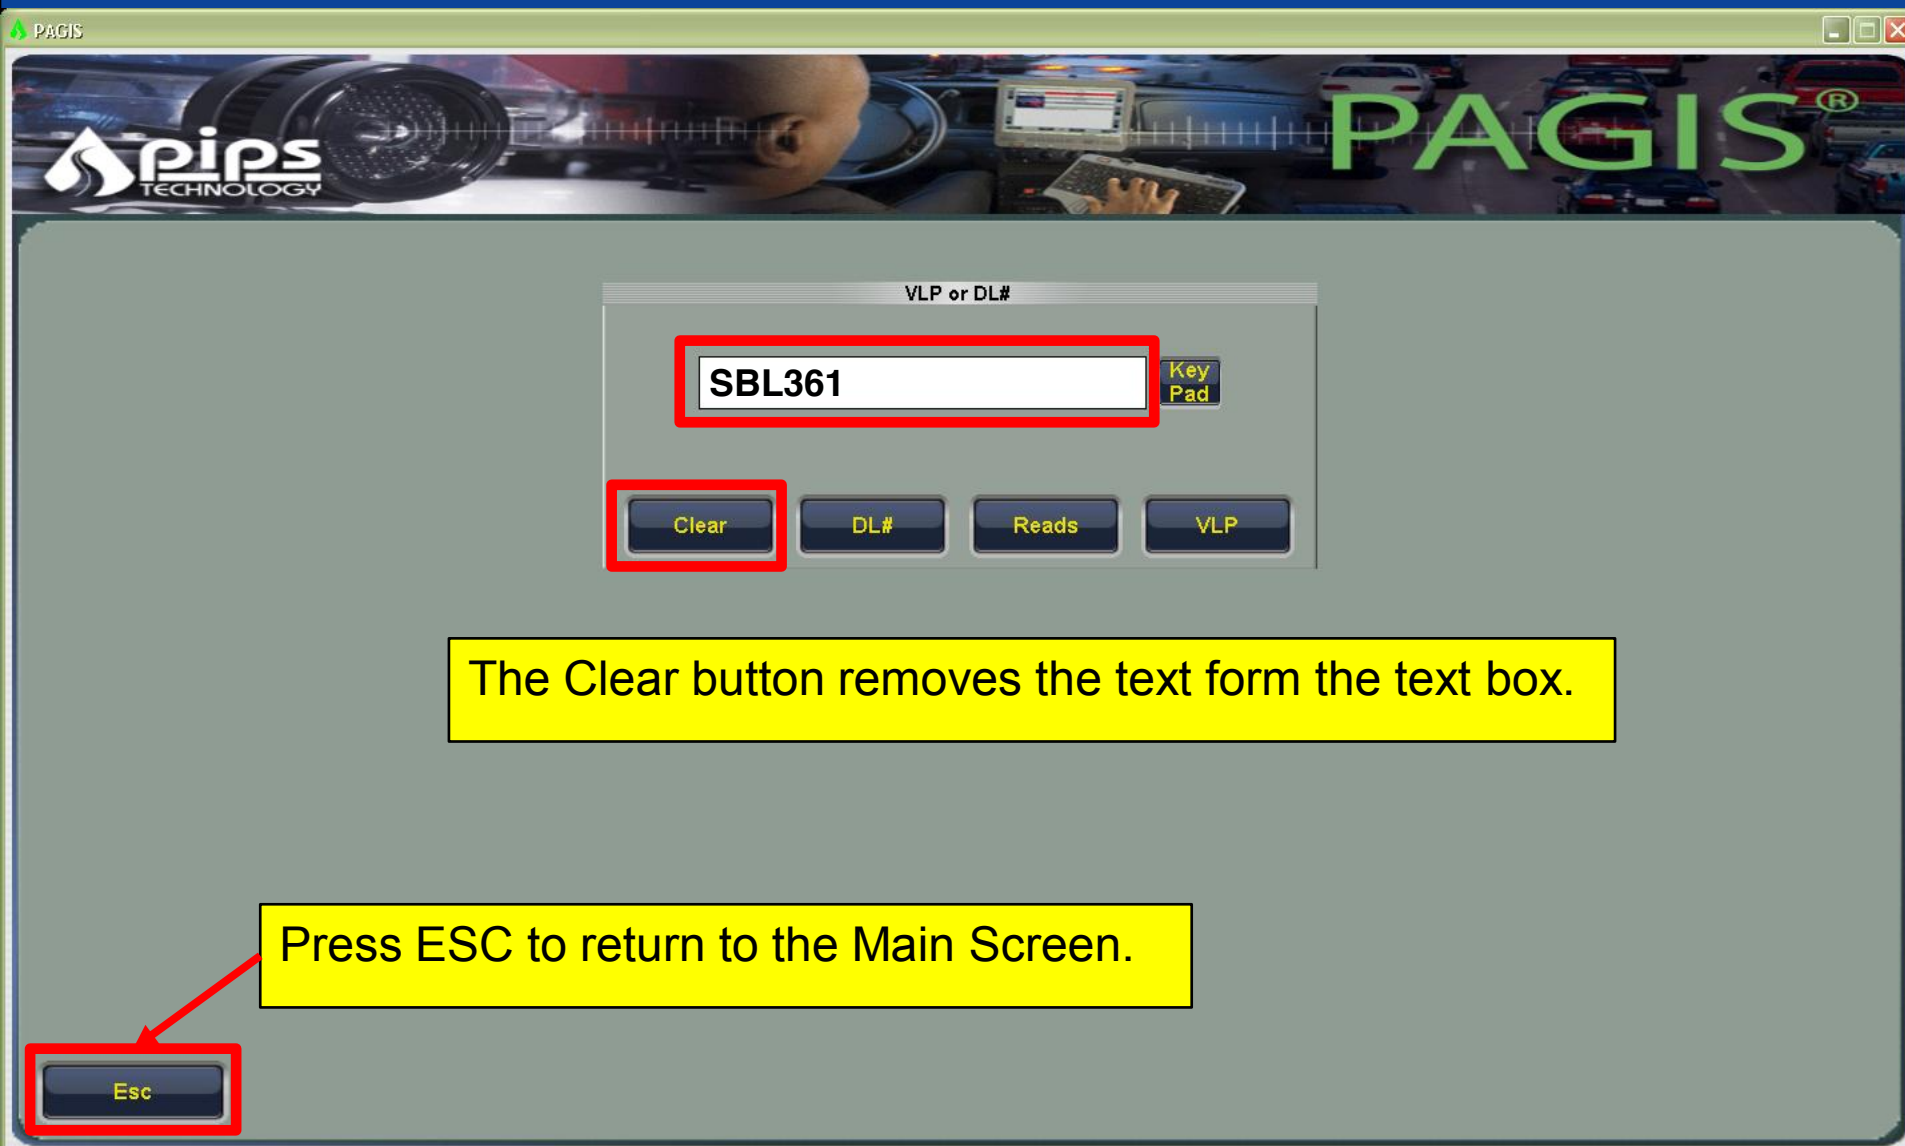 PAGIS
pips
TECHNOLOGY
PAGIS®
VLP or DL#
SBL361
Key
Pad
Clear
DL#
Reads
VLP
The Clear button removes the text form the text box.
Press ESC to return to the Main Screen.
Esc